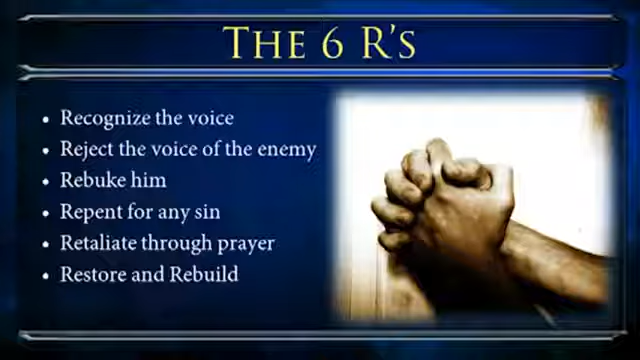 The 6 R's
• Recognize the voice
• Reject the voice of the enemy
• Rebuke him
• Repent for any sin
• Retaliate through prayer
• Restore and Rebuild